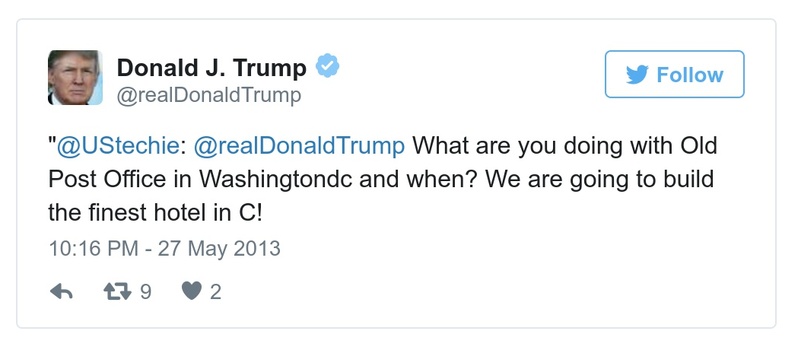 Donald J. Trump
@realDonaldTrump
Follow
"@UStechie: @realDonaldTrump What are you doing with Old
Post Office in Washingtondc and when? We are going to build
the finest hotel in C!
10:16 PM - 27 May 2013
9 2